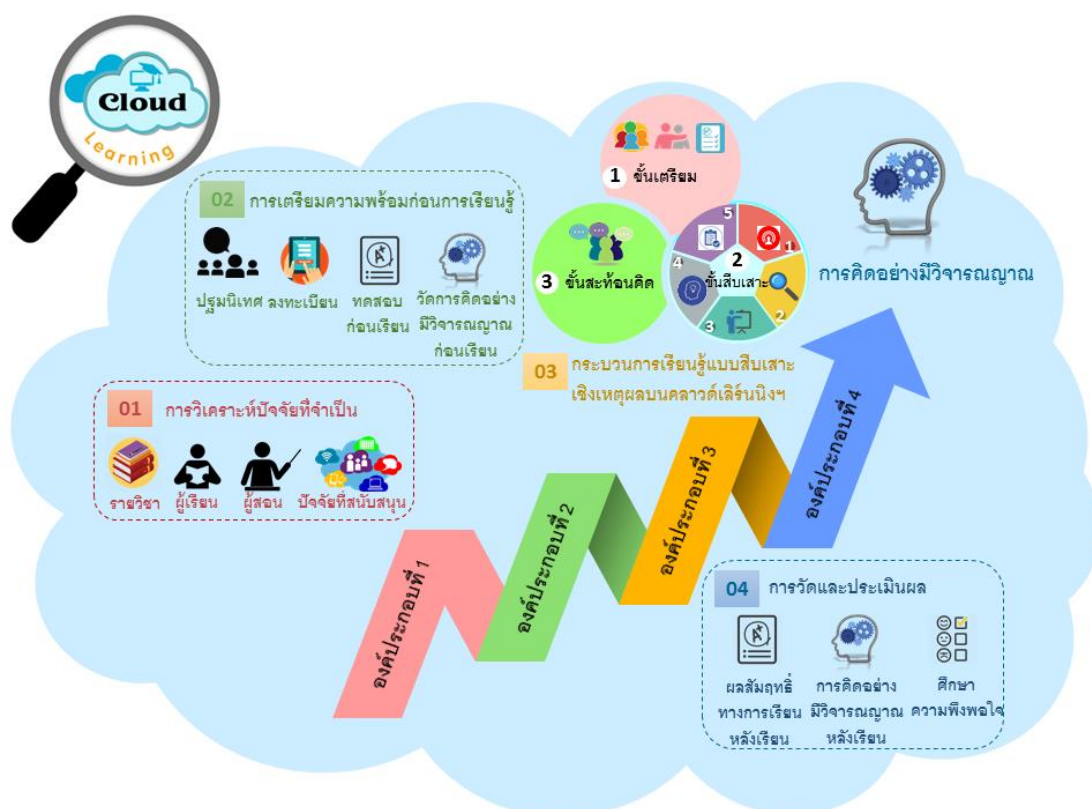 Cloud
Learning
02 การเตรียมความพร้อมก่อนการเรียนรู้
ปฐมนิเทศ
ลงทะเบียน
ทดสอบ
ก่อนเรียน
วัดการคิดอย่าง
มีวิจารณญาณ
ก่อนเรียน
1 ขั้นเตรียม
2
ขั้นสืบเสาะ
1
2
3
4
5
3 ขั้นสะท้อนคิด
การคิดอย่างมีวิจารณญาณ
03 กระบวนการเรียนรู้แบบสืบเสาะ
เชิงเหตุผลบนคลาวด์เลิร์นนิงฯ
01 การวิเคราะห์ปัจจัยที่จำเป็น
รายวิชา
ผู้เรียน
ผู้สอน
ปัจจัยที่สนับสนุน
องค์ประกอบที่ 1
องค์ประกอบที่ 2
องค์ประกอบที่ 3
องค์ประกอบที่ 4
04 การวัดและประเมินผล
A+
ผลสัมฤทธิ์
ทางการเรียน
หลังเรียน
การคิดอย่าง
มีวิจารณญาณ
หลังเรียน
ศึกษา
ความพึงพอใจ